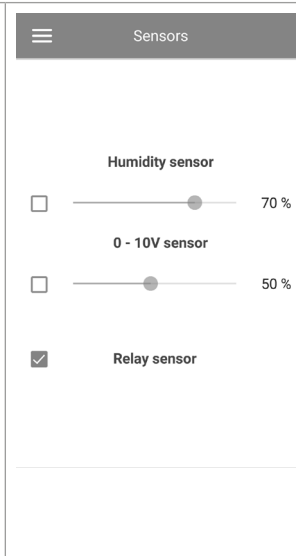 Sensors
Humidity sensor
70 %
0 - 10V sensor
50 %
Relay sensor